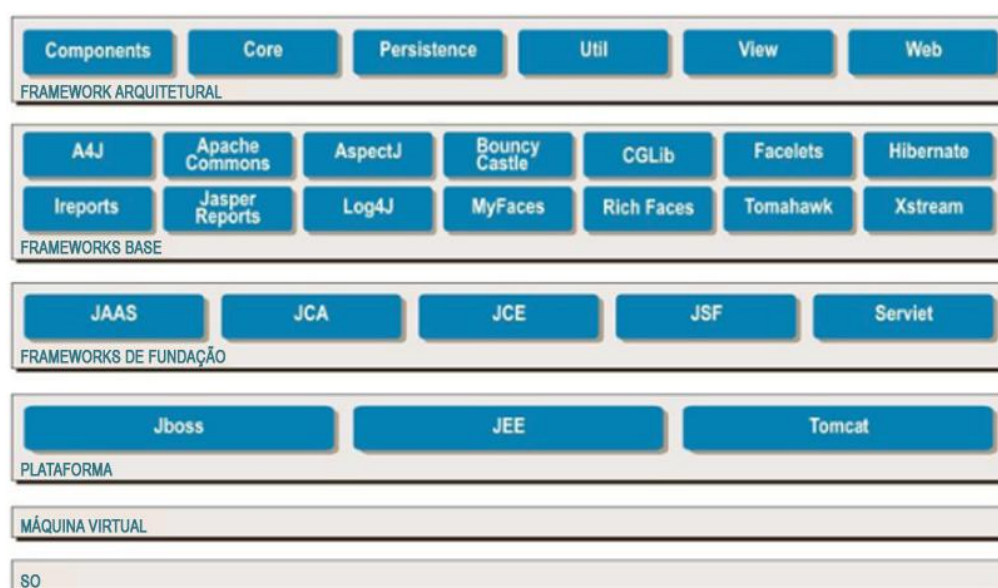 Components Core Persistence Util View Web
FRAMEWORK ARQUITETURAL
A4J Apache Commons AspectJ Bouncy Castle CGLib Facelets Hibernate
Ireports Jasper Reports Log4J MyFaces Rich Faces Tomahawk Xstream
FRAMEWORKS BASE
JAAS JCA JCE JSF Serviet
FRAMEWORKS DE FUNDAÇÃO
Jboss JEE Tomcat
PLATAFORMA
MÁQUINA VIRTUAL
SO